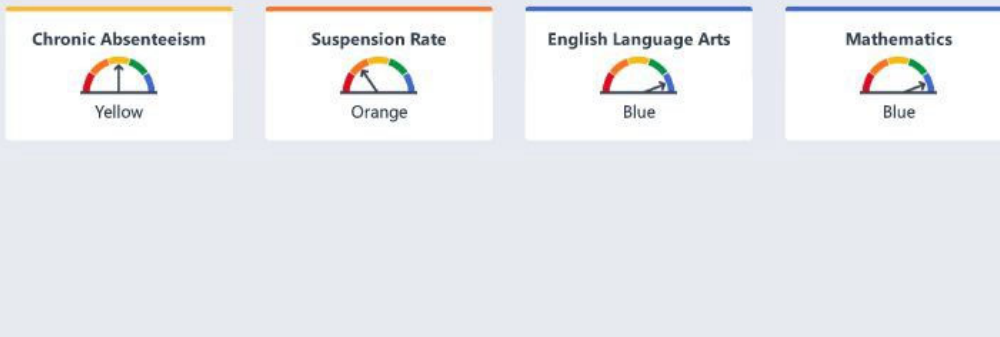 Chronic Absenteeism
Yellow
Suspension Rate
Orange
English Language Arts
Blue
Mathematics
Blue